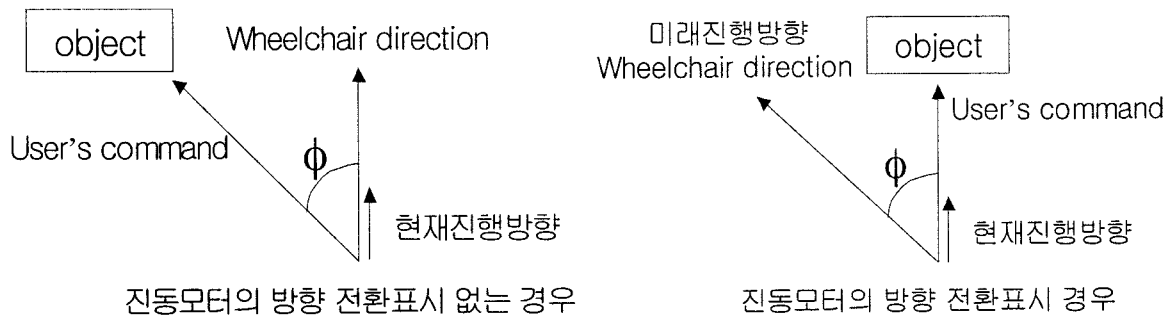 object
Wheelchair direction
User's command
ϕ
현재진행방향
진동모터의 방향 전환표시 없는 경우
미래진행방향
Wheelchair direction
object
User's command
ϕ
현재진행방향
진동모터의 방향 전환표시 경우